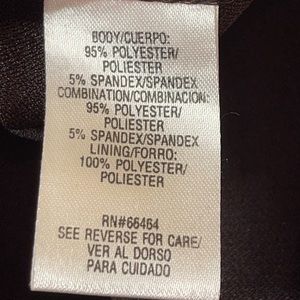 BODY/CUERPO:
95% POLYESTER/
POLIESTER
5% SPANDEX/SPANDEX
COMBINATION/COMBINACION:
95% POLYESTER/
POLIESTER
5% SPANDEX/SPANDEX
LINING/FORRO:
100% POLYESTER/
POLIESTER
RN#66464
SEE REVERSE FOR CARE/
VER AL DORSO
PARA CUIDADO